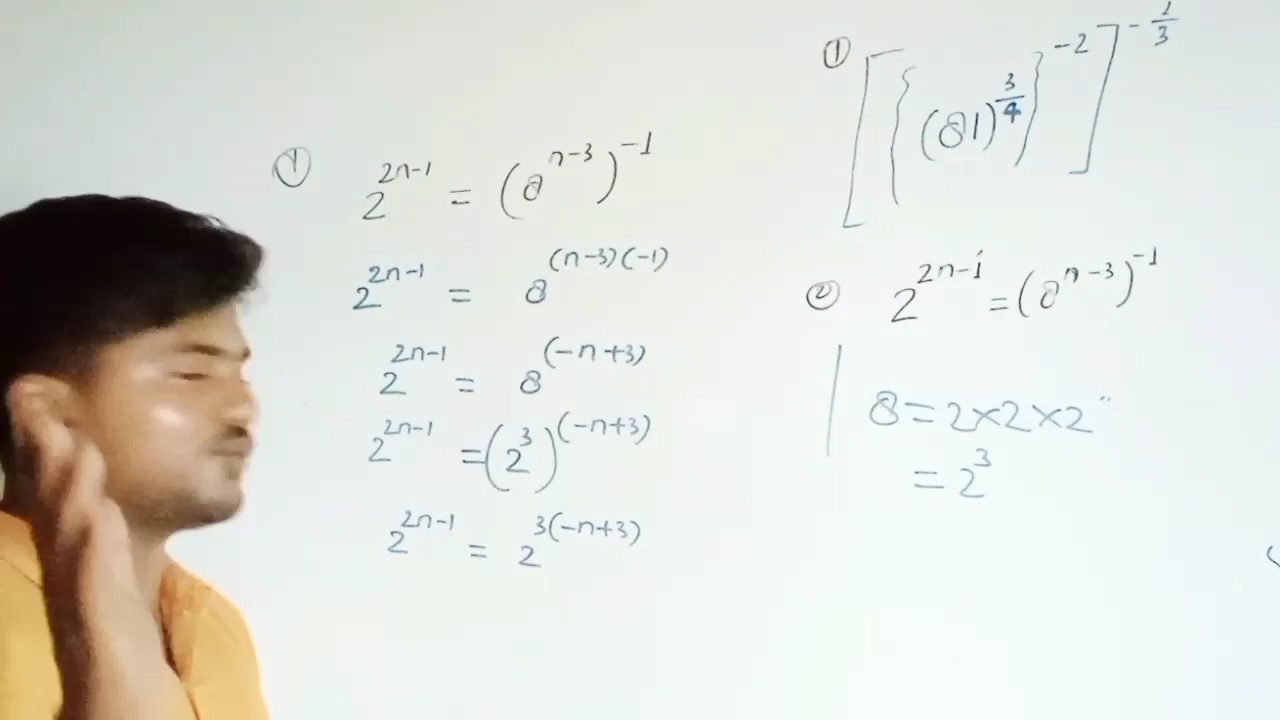 ① 2^{2n-1} = (8^{n-3})^{-1}
2^{2n-1} = 8^{(n-3)(-1)}
2^{2n-1} = 8^{(-n+3)}
2^{2n-1} = (2^3)^{(-n+3)}
2^{2n-1} = 2^{3(-n+3)}
① [{(81)^{3/4}}^{-2}]^{-1/3}
② 2^{2n-1} = (8^{n-3})^{-1}
8 = 2×2×2
= 2^3